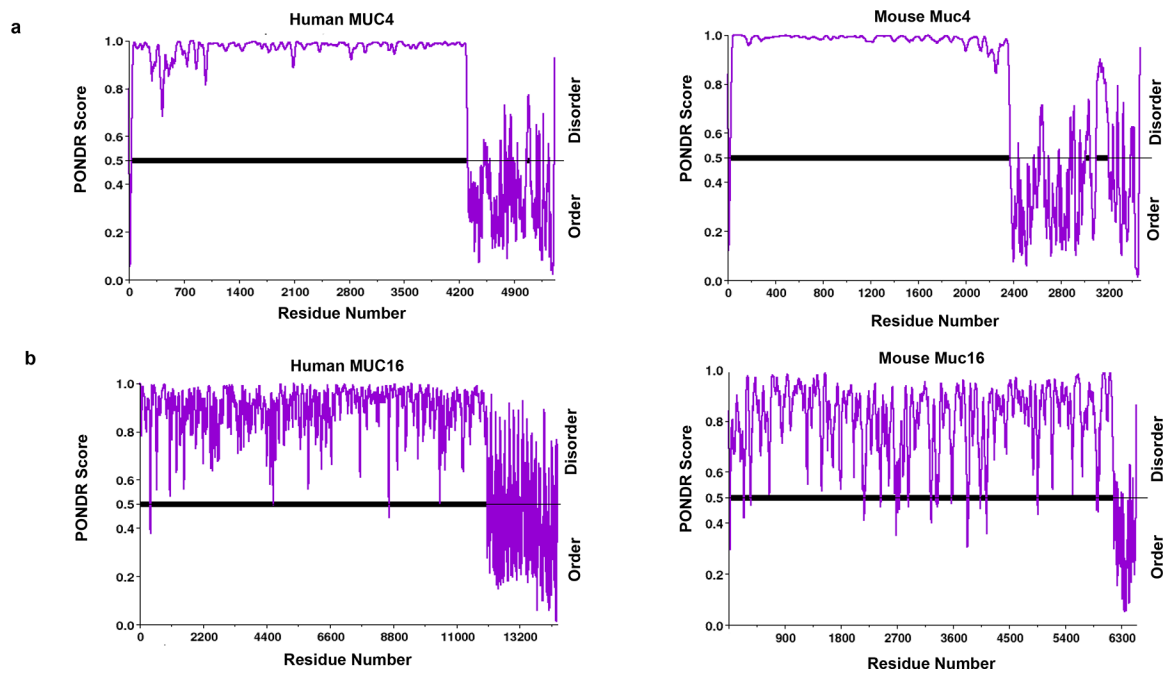 a
Human MUC4
PONDR Score
1.0
0.8
0.6
0.5
0.4
0.2
0.0
0 700 1400 2100 2800 3500 4200 4900
Residue Number
Disorder
Order
Mouse Muc4
PONDR Score
1.0
0.8
0.6
0.5
0.4
0.2
0.0
0 400 800 1200 1600 2000 2400 2800 3200
Residue Number
Disorder
Order
b
Human MUC16
PONDR Score
1.0
0.8
0.6
0.5
0.4
0.2
0.0
0 2200 4400 6600 8800 11000 13200
Residue Number
Disorder
Order
Mouse Muc16
PONDR Score
1.0
0.8
0.6
0.5
0.4
0.2
0.0
900 1800 2700 3600 4500 5400 6300
Residue Number
Disorder
Order